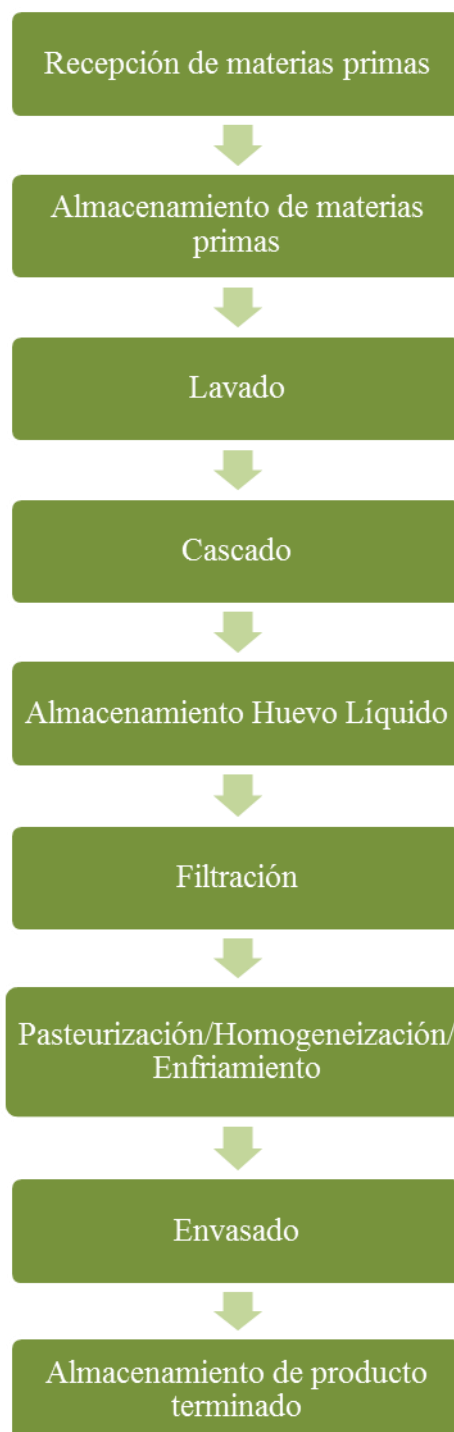 Recepción de materias primas
Almacenamiento de materias
primas
Lavado
Cascado
Almacenamiento Huevo Líquido
Filtración
Pasteurización/Homogeneización/
Enfriamiento
Envasado
Almacenamiento de producto
terminado